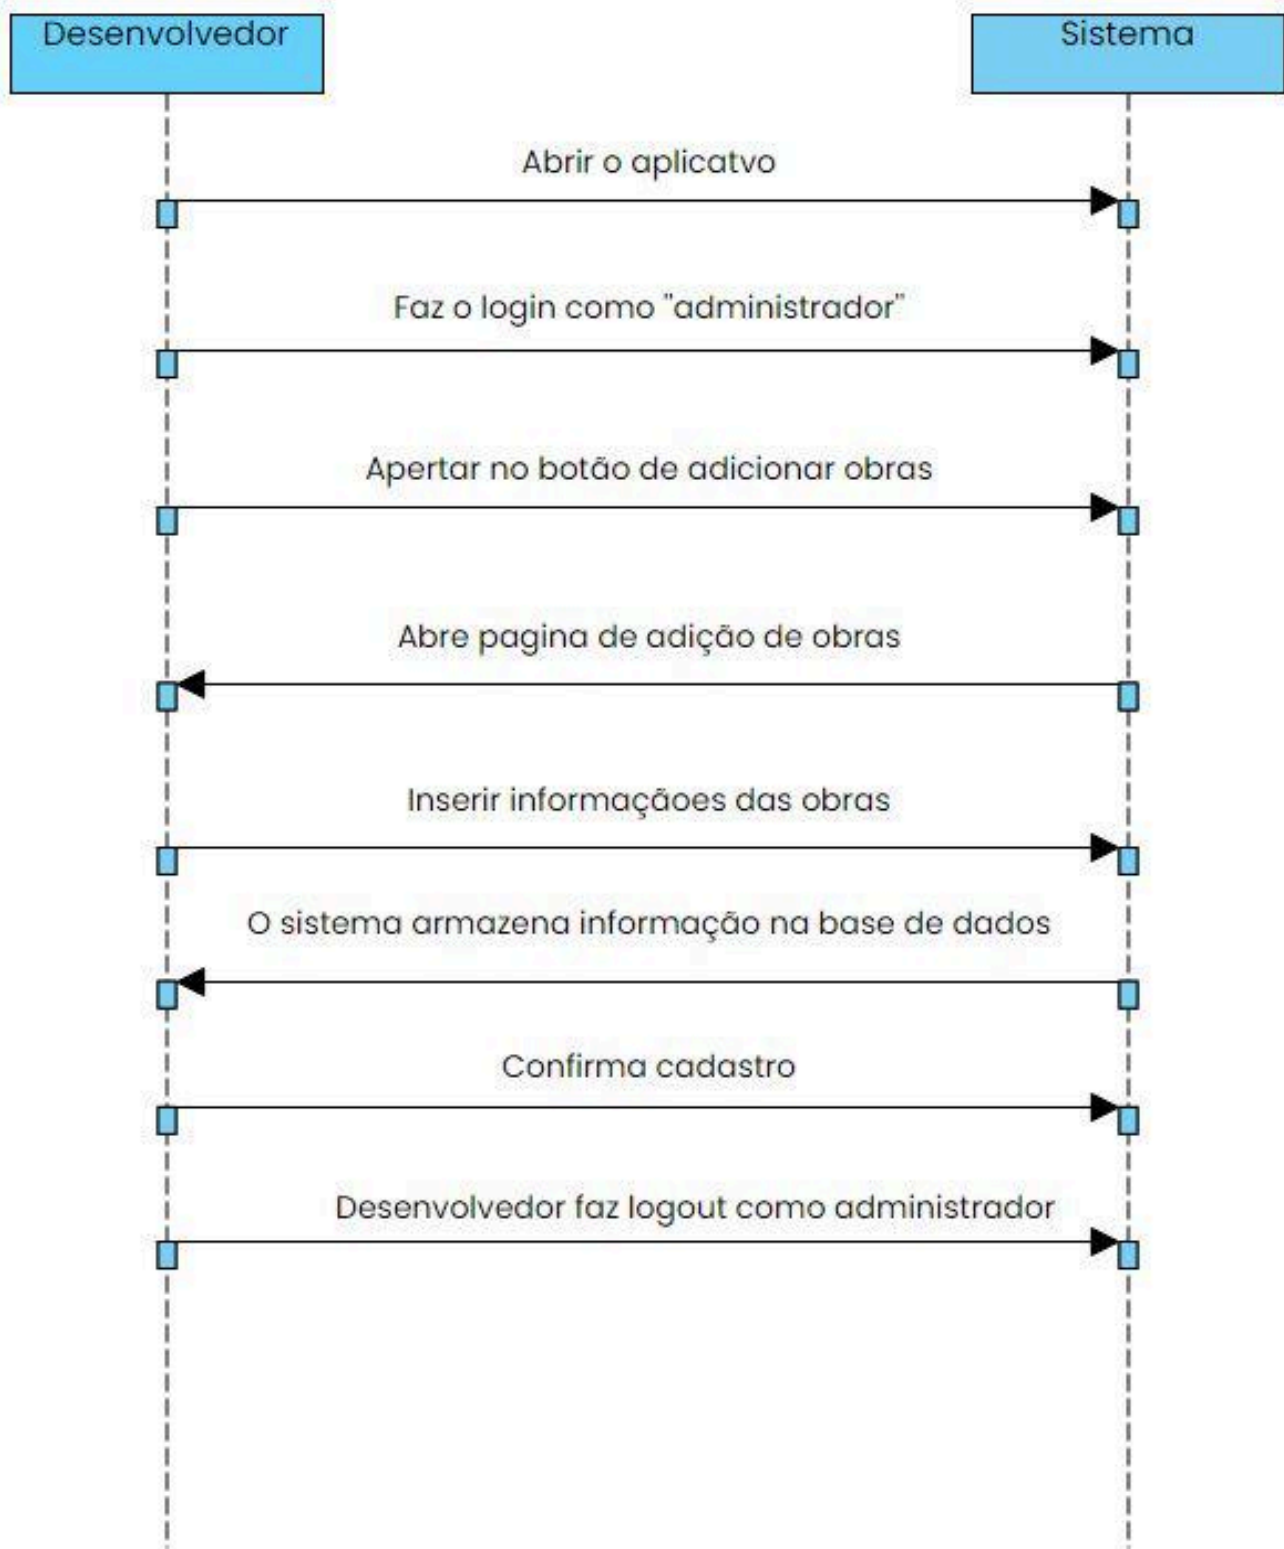 Desenvolvedor
Sistema
Abrir o aplicatvo
Faz o login como "administrador"
Apertar no botão de adicionar obras
Abre pagina de adição de obras
Inserir informaçãoes das obras
O sistema armazena informação na base de dados
Confirma cadastro
Desenvolvedor faz logout como administrador